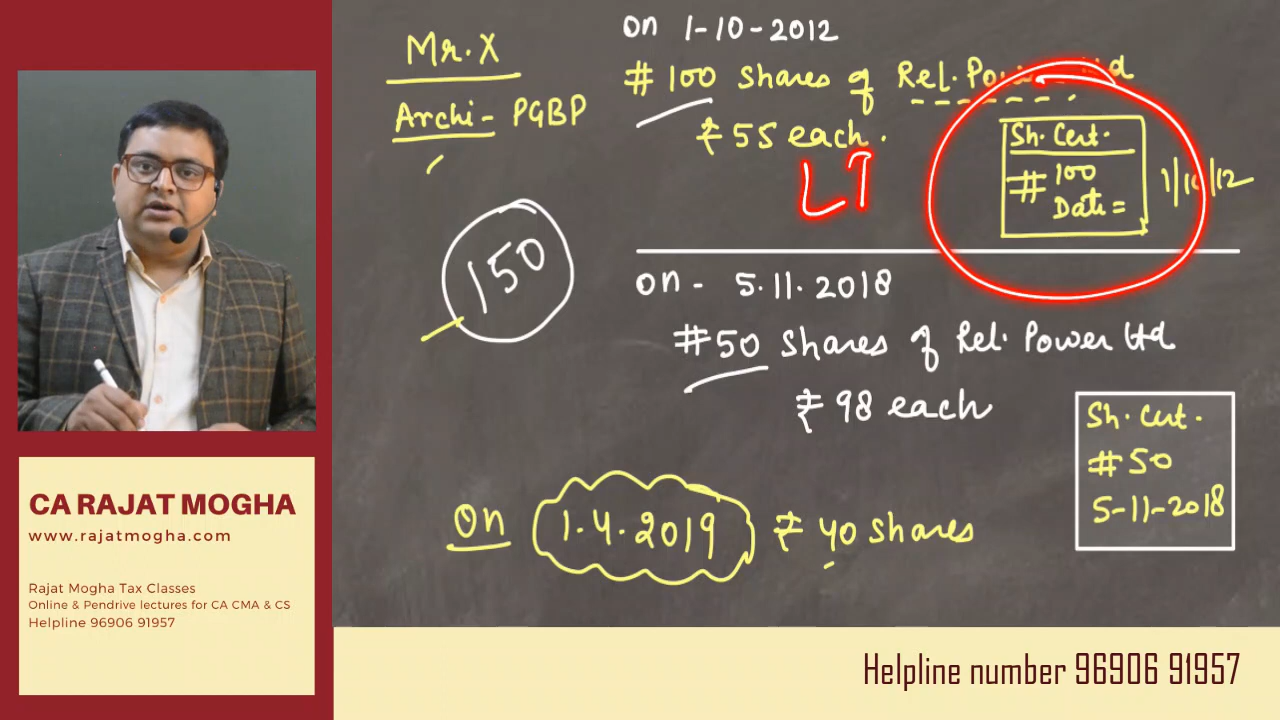 Mr. X
Archi - PGBP
150
on 1-10-2012
# 100 shares of Rel. Power Ltd
₹ 55 each.
LT
Sh. Cert.
# 100
Date = 1/10/12
on - 5.11.2018
#50 shares of Rel. Power Ltd
₹ 98 each
Sh. Cert.
#50
5-11-2018
On 1.4.2019 ₹ 40 shares
CA RAJAT MOGHA
www.rajatmogha.com
Rajat Mogha Tax Classes
Online & Pendrive lectures for CA CMA & CS
Helpline 96906 91957
Helpline number 96906 91957